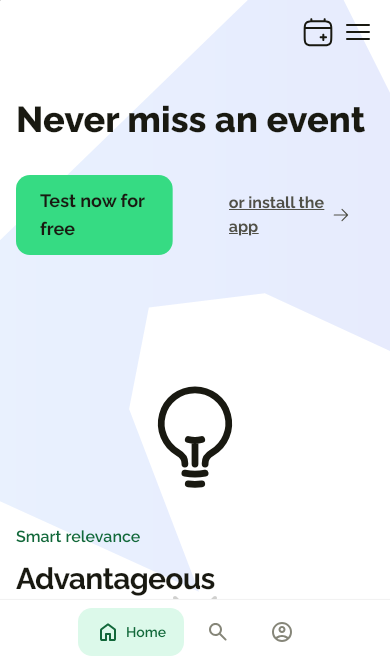 Never miss an event
Test now for
free
or install the
app
Smart relevance
Advantageous
Home